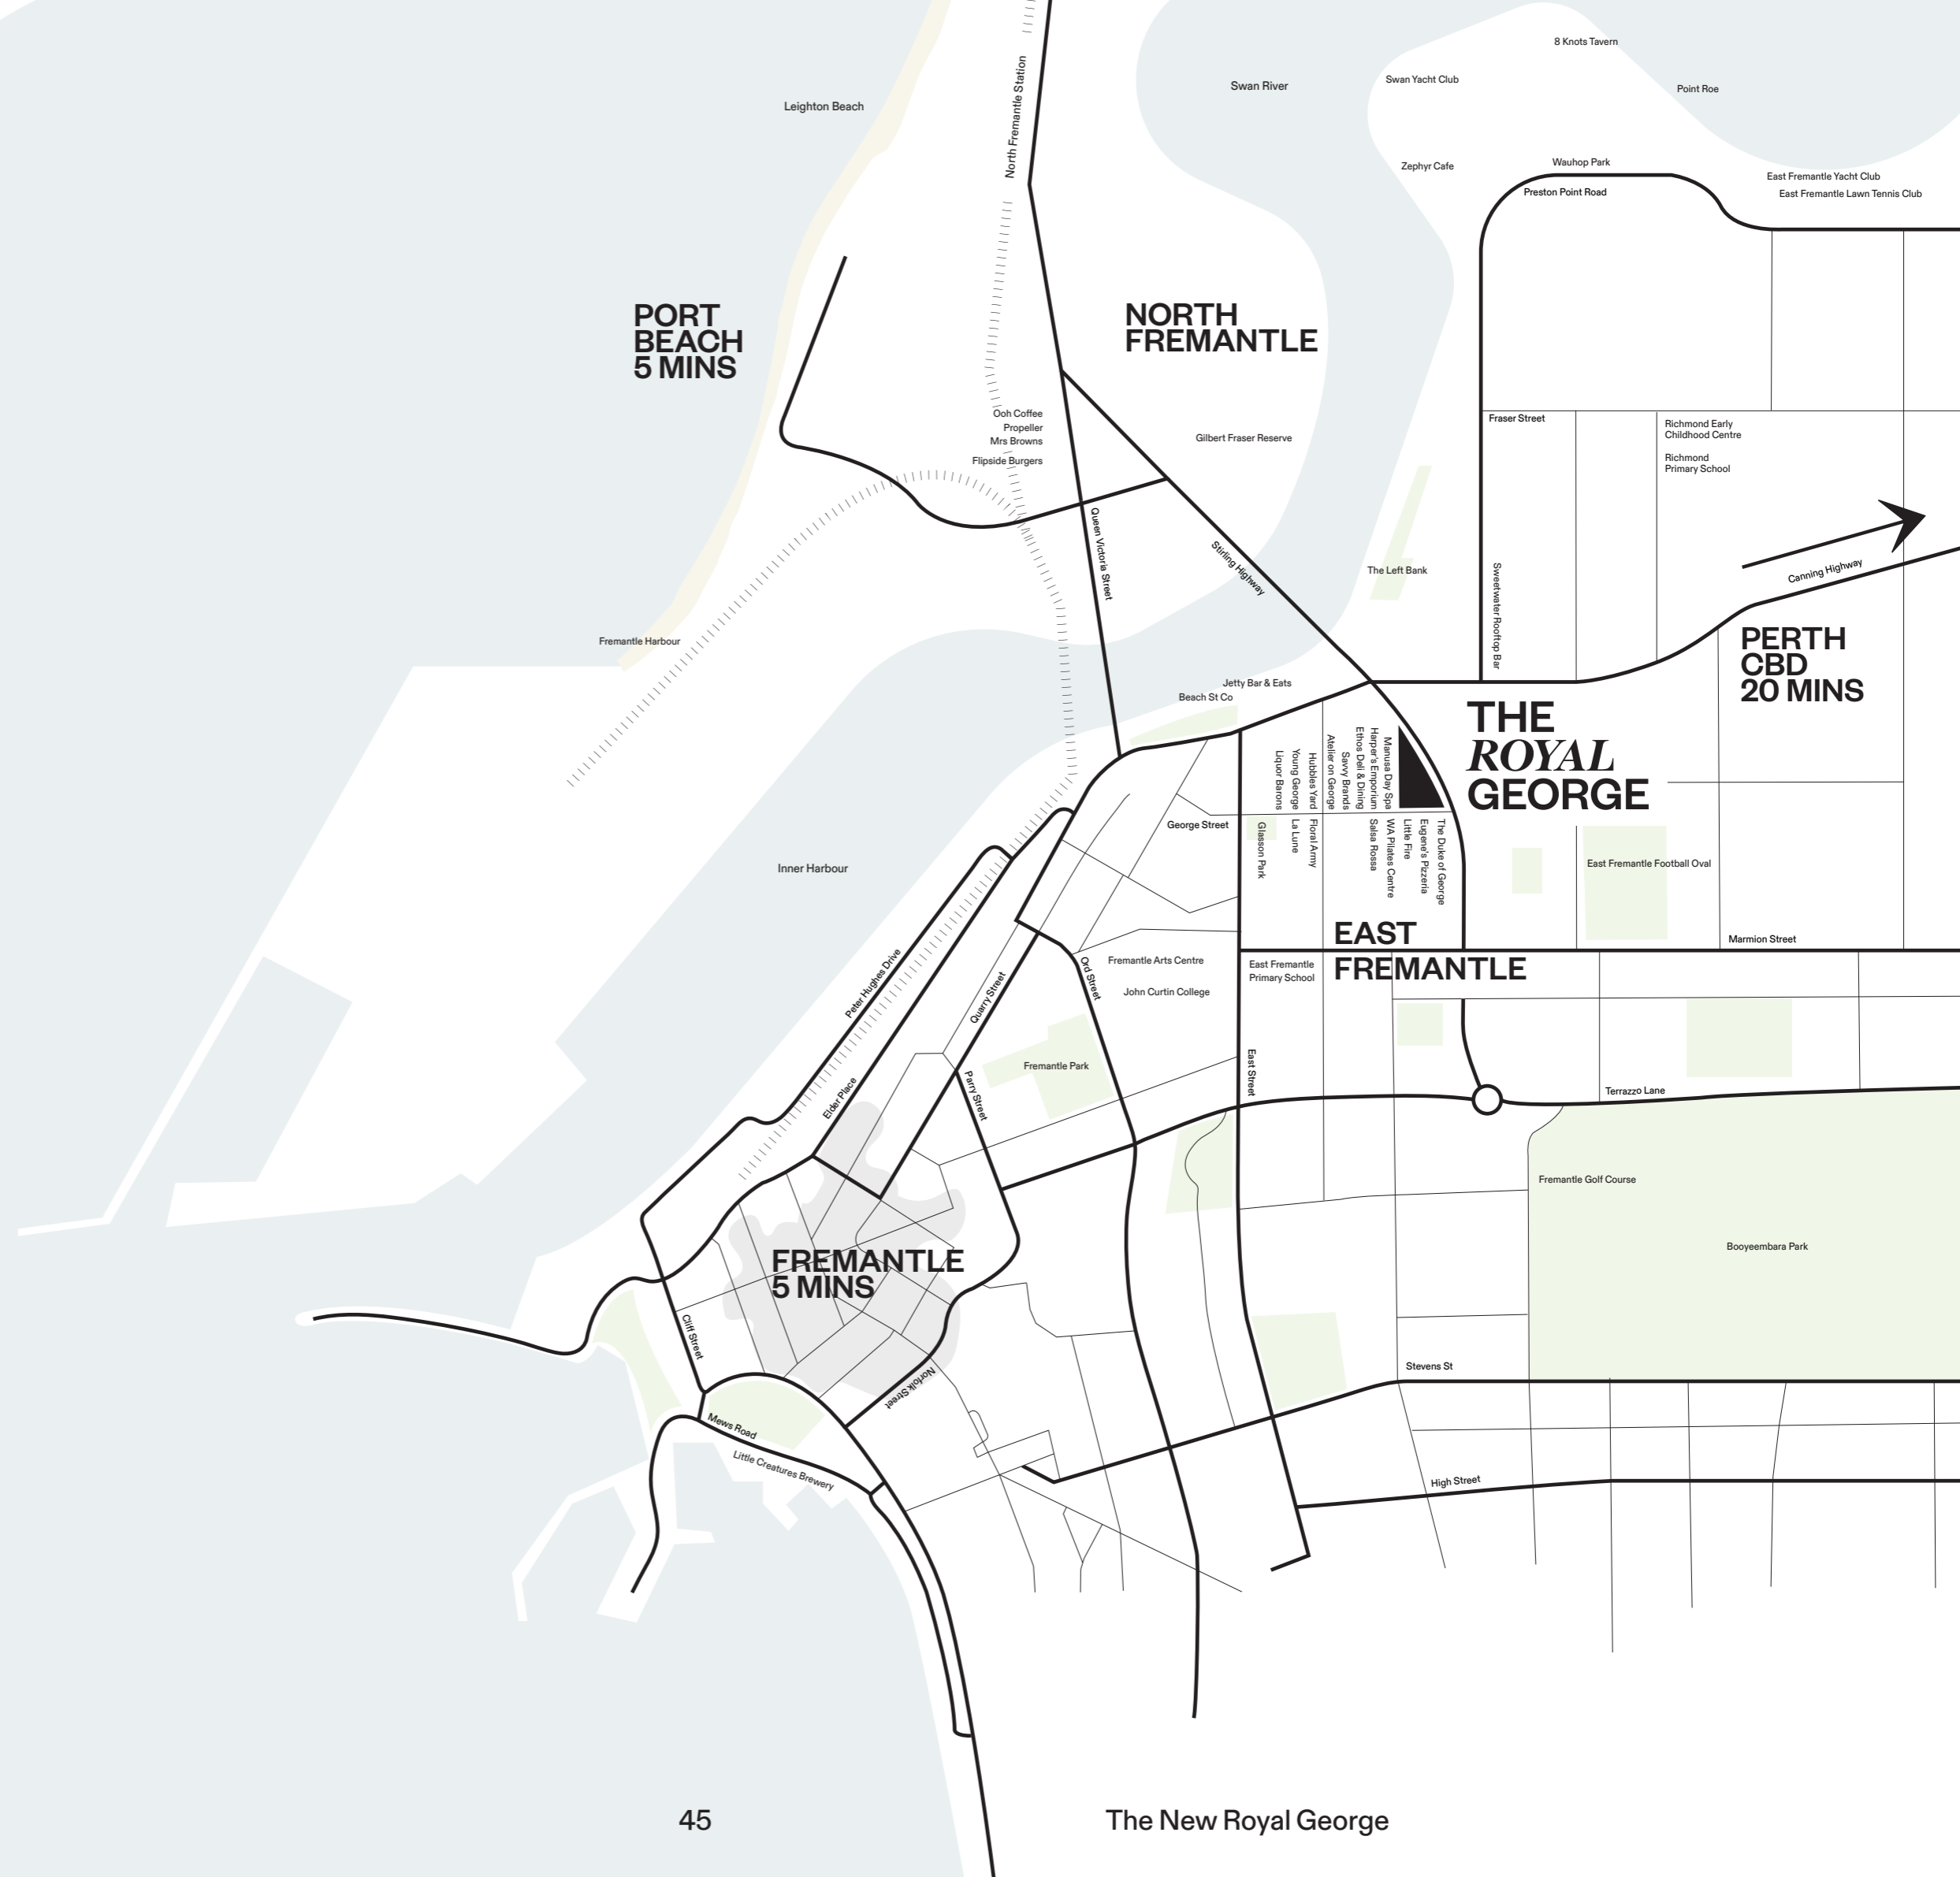 8 Knots Tavern
Swan Yacht Club
Swan River
Point Roe
Leighton Beach
North Fremantle Station
Zephyr Cafe
Wauhop Park
East Fremantle Yacht Club
Preston Point Road
East Fremantle Lawn Tennis Club
PORT
BEACH
5 MINS
NORTH
FREMANTLE
Ooh Coffee
Propeller
Mrs Browns
Flipside Burgers
Gilbert Fraser Reserve
Fraser Street
Richmond Early
Childhood Centre
Richmond
Primary School
Queen Victoria Street
Stirling Highway
The Left Bank
Sweetwater Rooftop Bar
Canning Highway
Fremantle Harbour
PERTH
CBD
20 MINS
Jetty Bar & Eats
Beach St Co
THE
ROYAL
GEORGE
Liquor Barons
Young George
Hubbles Yard
Atelier on George
Savvy Brands
Ethos Deli & Dining
Harper's Emporium
Manusa Day Spa
George Street
Glasson Park
La Lune
Floral Army
Salsa Rossa
WA Pilates Centre
Little Fire
Eugene's Pizzeria
The Duke of George
East Fremantle Football Oval
Inner Harbour
EAST
FREMANTLE
Marmion Street
Peter Hughes Drive
Quarry Street
Ord Street
Fremantle Arts Centre
John Curtin College
East Fremantle
Primary School
Fremantle Park
East Street
Elder Place
Parry Street
Terrazzo Lane
Fremantle Golf Course
Booyeembara Park
FREMANTLE
5 MINS
Cliff Street
Norfolk Street
Stevens St
Mews Road
Little Creatures Brewery
High Street
45
The New Royal George